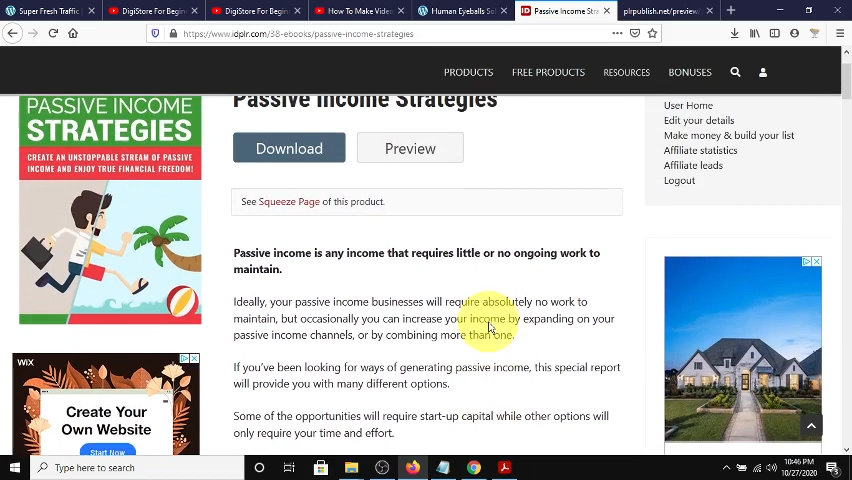 Super Fresh Traffic
DigiStore For Begin
DigiStore For Begin
How To Make Vide
Human Eyeballs Sol
Passive Income Stra
plrpublish.net/preview/
https://www.idplr.com/38-ebooks/passive-income-strategies
PRODUCTS
FREE PRODUCTS
RESOURCES
BONUSES
PASSIVE INCOME
STRATEGIES
CREATE AN UNSTOPPABLE STREAM OF PASSIVE
INCOME AND ENJOY TRUE FINANCIAL FREEDOM!
Passive Income Strategies
Download
Preview
See Squeeze Page of this product.
Passive income is any income that requires little or no ongoing work to
maintain.
Ideally, your passive income businesses will require absolutely no work to
maintain, but occasionally you can increase your income by expanding on your
passive income channels, or by combining more than one.
If you've been looking for ways of generating passive income, this special report
will provide you with many different options.
Some of the opportunities will require start-up capital while other options will
only require your time and effort.
User Home
Edit your details
Make money & build your list
Affiliate statistics
Affiliate leads
Logout
WiX
Create Your
Own Website
Start Now
Type here to search
10:46 PM
10/27/2020
3